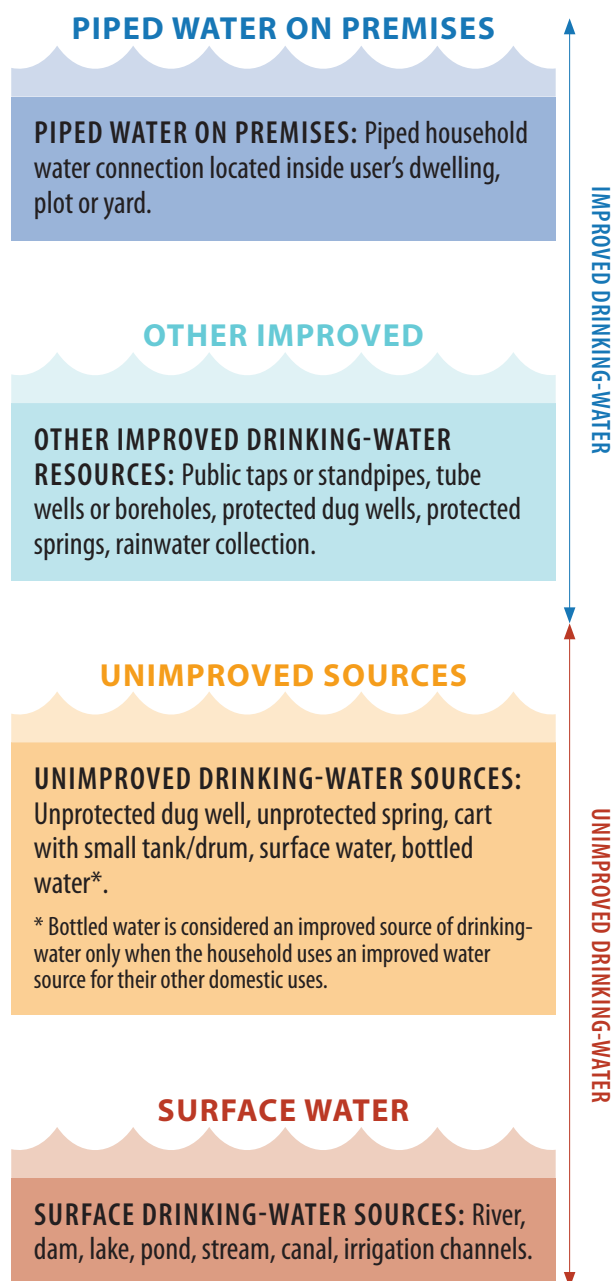 PIPED WATER ON PREMISES
PIPED WATER ON PREMISES: Piped household
water connection located inside user’s dwelling,
plot or yard.
IMPROVED DRINKING-WATER
OTHER IMPROVED
OTHER IMPROVED DRINKING-WATER
RESOURCES: Public taps or standpipes, tube
wells or boreholes, protected dug wells, protected
springs, rainwater collection.
UNIMPROVED SOURCES
UNIMPROVED DRINKING-WATER SOURCES:
Unprotected dug well, unprotected spring, cart
with small tank/drum, surface water, bottled
water*.
* Bottled water is considered an improved source of drinking-
water only when the household uses an improved water
source for their other domestic uses.
UNIMPROVED DRINKING-WATER
SURFACE WATER
SURFACE DRINKING-WATER SOURCES: River,
dam, lake, pond, stream, canal, irrigation channels.